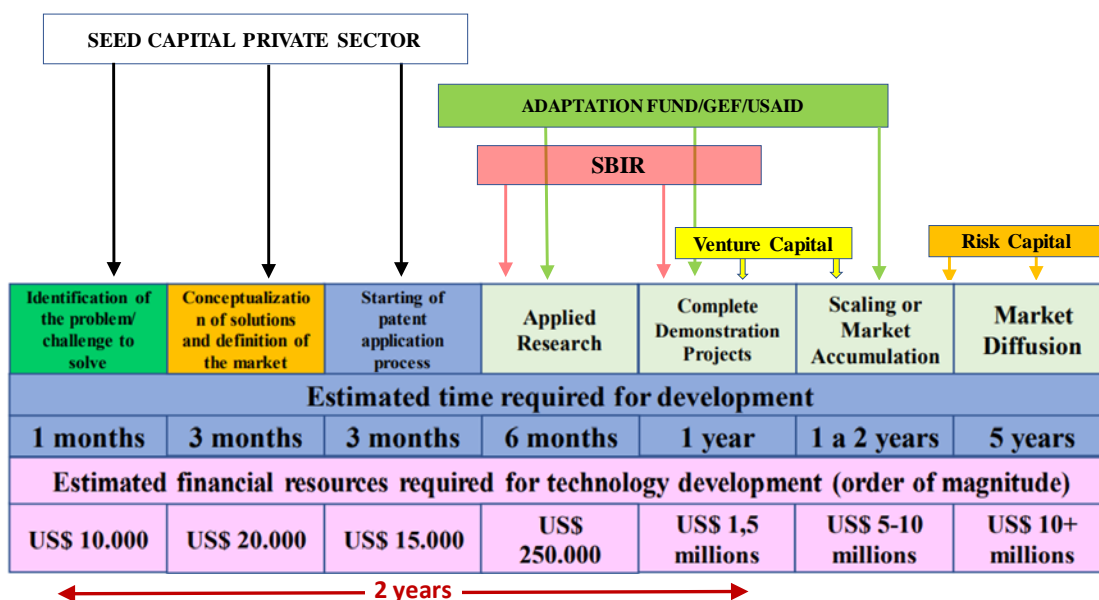 SEED CAPITAL PRIVATE SECTOR
ADAPTATION FUND/GEF/USAID
SBIR
Venture Capital
Risk Capital
Identification of
the problem/
challenge to
solve
Conceptualizatio
n of solutions
and definition of
the market
Starting of
patent
application
process
Applied
Research
Complete
Demonstration
Projects
Scaling or
Market
Accumulation
Market
Diffusion
Estimated time required for development
1 months
3 months
3 months
6 months
1 year
1 a 2 years
5 years
Estimated financial resources required for technology development (order of magnitude)
US$ 10.000
US$ 20.000
US$ 15.000
US$
250.000
US$ 1,5
millions
US$ 5-10
millions
US$ 10+
millions
2 years